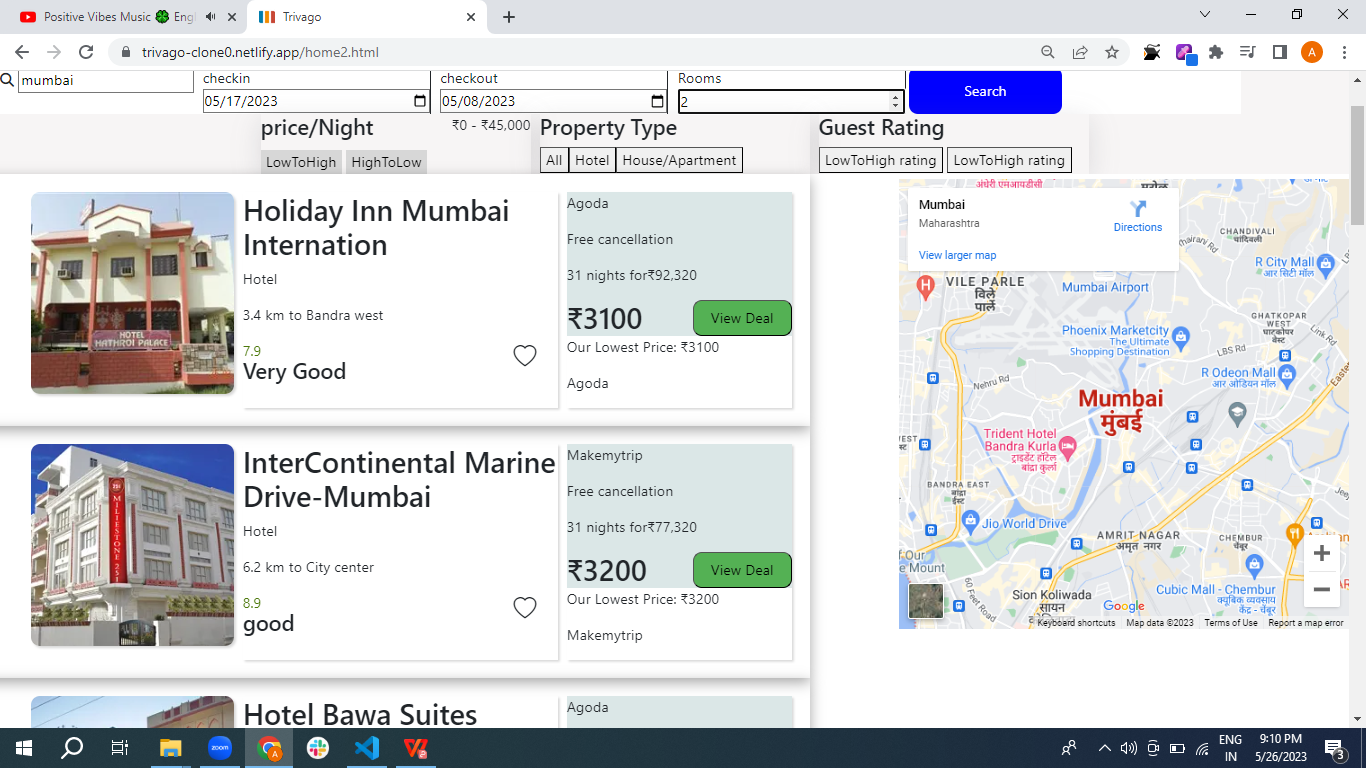 Positive Vibes Music 🍀 Eng
Trivago
trivago-clone0.netlify.app/home2.html
A
mumbai
checkin
05/17/2023
checkout
05/08/2023
Rooms
2
Search
price/Night
₹0 - ₹45,000
LowToHigh
HighToLow
Property Type
All
Hotel
House/Apartment
Guest Rating
LowToHigh rating
LowToHigh rating
HOTEL
HATHROI PALACE
Holiday Inn Mumbai
Internation
Hotel
3.4 km to Bandra west
7.9
Very Good
Agoda
Free cancellation
31 nights for₹92,320
₹3100
View Deal
Our Lowest Price: ₹3100
Agoda
MILIESTONE 251
InterContinental Marine
Drive-Mumbai
Hotel
6.2 km to City center
8.9
good
Makemytrip
Free cancellation
31 nights for₹77,320
₹3200
View Deal
Our Lowest Price: ₹3200
Makemytrip
Hotel Bawa Suites
Agoda
अंधेरी एमआयडीसी
Mumbai
Maharashtra
Directions
View larger map
CHANDIVALI
चांदिवली
R City Mall
आर सिटी मॉल
H
VILE PARLE
विले
पार्ले
Mumbai Airport
GHATKOPAR
WEST
घाटकोपर
वेस्ट
Phoenix Marketcity
The Ultimate
Shopping Destination
LBS Rd
Nehru Rd
R Odeon Mall
आर ओडियन मॉल
Easte
Mumbai
मुंबई
Trident Hotel
Bandra Kurla
ट्राइडेंट हॉटेल
बांद्रा कुर्ला
VEST
BANDRA EAST
बांद्रा
ईस्ट
Jio World Drive
AMRIT NAGAR
अमृत नगर
CHEMBUR
चेंबूर
f Our
e Mount
60 Feet Road
Sion Koliwada
सायन
Cubic Mall - Chembur
क्यूबिक व्यवसाय
केंद्र - चेंबूर
Google
Keyboard shortcuts
Map data ©2023
Terms of Use
Report a map error
zoom
A
ENG
IN
9:10 PM
5/26/2023
3